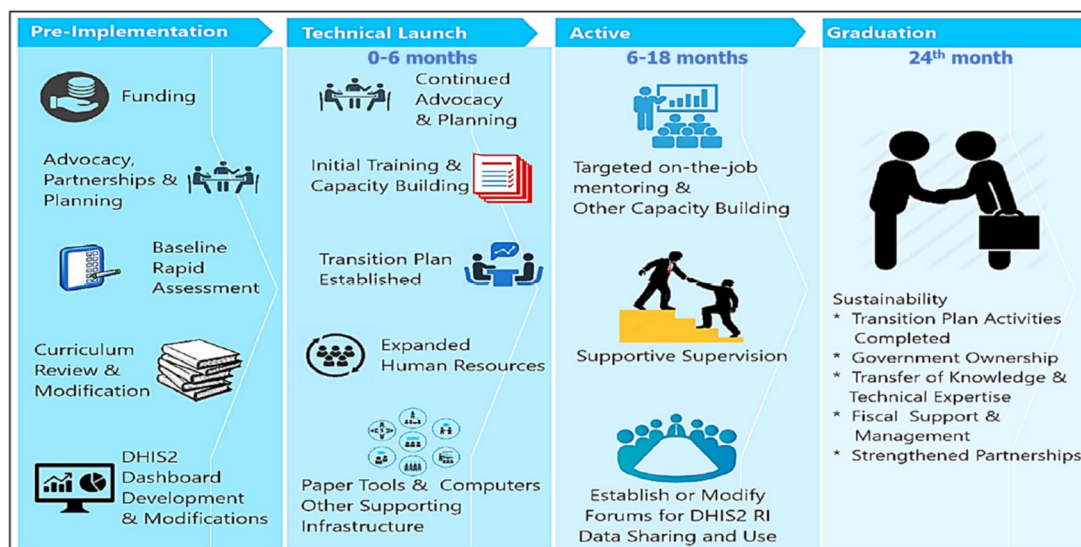 Pre-Implementation
Funding
Advocacy,
Partnerships &
Planning
Baseline
Rapid
Assessment
Curriculum
Review &
Modification
DHIS2
Dashboard
Development
& Modifications
Technical Launch
0-6 months
Continued
Advocacy
& Planning
Initial Training &
Capacity Building
Transition Plan
Established
Expanded
Human Resources
Paper Tools & Computers
Other Supporting
Infrastructure
Active
6-18 months
Targeted on-the-job
mentoring &
Other Capacity Building
Supportive Supervision
Establish or Modify
Forums for DHIS2 RI
Data Sharing and Use
Graduation
24th month
Sustainability
* Transition Plan Activities
Completed
* Government Ownership
* Transfer of Knowledge &
Technical Expertise
* Fiscal Support &
Management
* Strengthened Partnerships